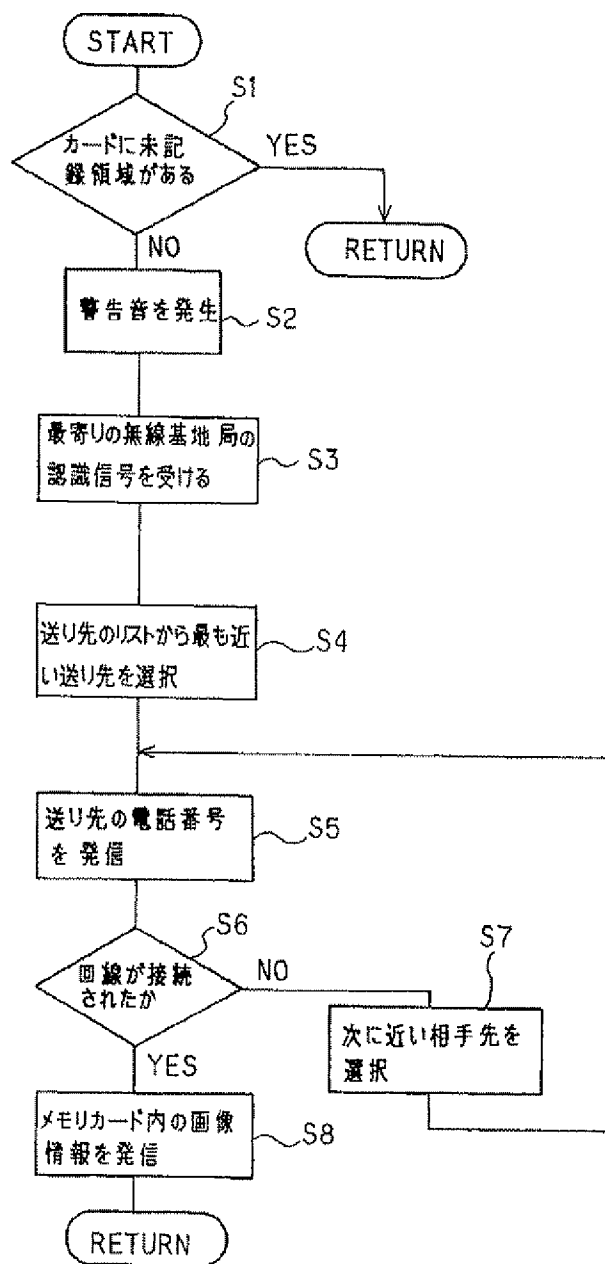 START
S1
カードに未記
録領域がある
YES
RETURN
NO
警告音を発生
S2
最寄りの無線基地局の
認識信号を受ける
S3
送り先のリストから最も近
い送り先を選択
S4
送り先の電話番号
を発信
S5
S6
回線が接続
されたか
NO
S7
次に近い相手先を
選択
YES
メモリカード内の画像
情報を発信
S8
RETURN